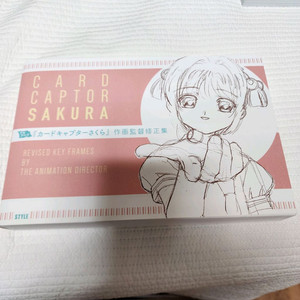 CARD
CAPTOR
SAKURA
『カードキャプターさくら』作画監督修正集
REVISED KEY FRAMES
BY
THE ANIMATION DIRECTOR
STYLE